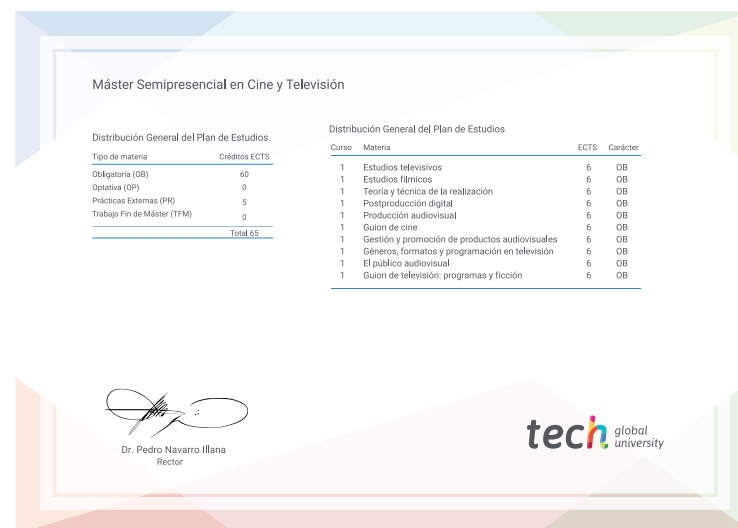 Máster Semipresencial en Cine y Televisión
Distribución General del Plan de Estudios
Tipo de materia Créditos ECTS
Obligatoria (OB) 60
Optativa (OP) 0
Prácticas Externas (PR) 5
Trabajo Fin de Máster (TFM) 0
Total 65
Distribución General del Plan de Estudios
Curso Materia ECTS Carácter
1 Estudios televisivos 6 OB
1 Estudios fílmicos 6 OB
1 Teoría y técnica de la realización 6 OB
1 Postproducción digital 6 OB
1 Producción audiovisual 6 OB
1 Guion de cine 6 OB
1 Gestión y promoción de productos audiovisuales 6 OB
1 Géneros, formatos y programación en televisión 6 OB
1 El público audiovisual 6 OB
1 Guion de televisión: programas y ficción 6 OB
Dr. Pedro Navarro Illana
Rector
tech global
university